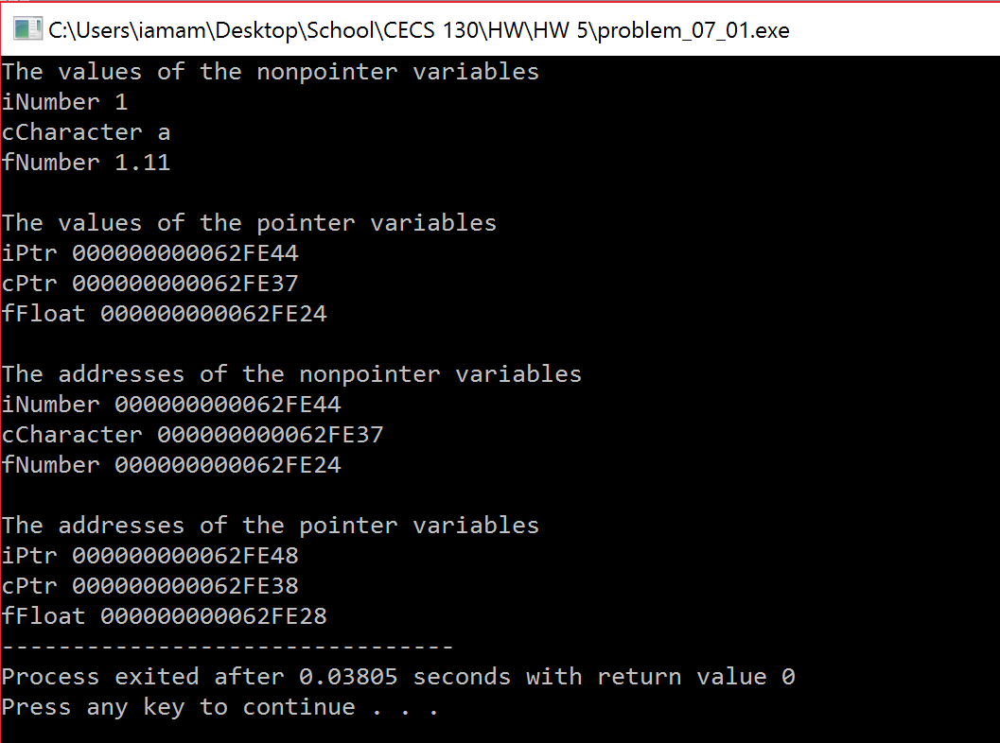 C:\Users\iamam\Desktop\School\CECS 130\HW\HW 5\problem_07_01.exe
The values of the nonpointer variables
iNumber 1
cCharacter a
fNumber 1.11
The values of the pointer variables
iPtr 000000000062FE44
cPtr 000000000062FE37
fFloat 000000000062FE24
The addresses of the nonpointer variables
iNumber 000000000062FE44
cCharacter 000000000062FE37
fNumber 000000000062FE24
The addresses of the pointer variables
iPtr 000000000062FE48
cPtr 000000000062FE38
fFloat 000000000062FE28
--------------------------------
Process exited after 0.03805 seconds with return value 0
Press any key to continue . . .